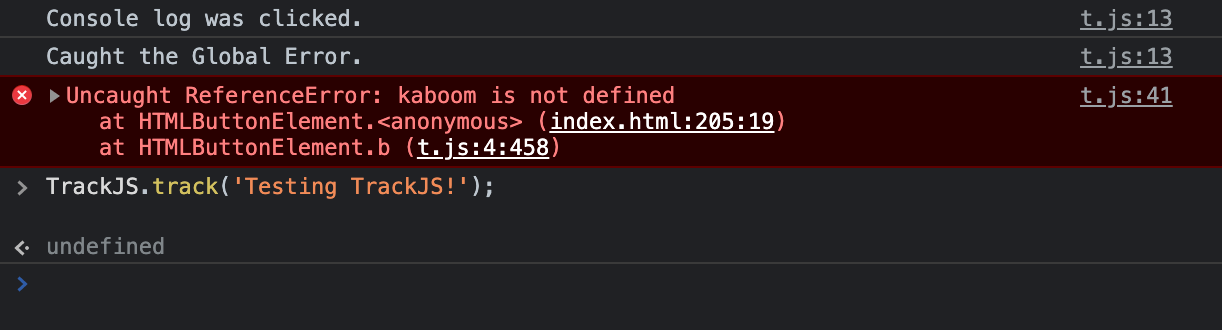 Console log was clicked. t.js:13
Caught the Global Error. t.js:13
Uncaught ReferenceError: kaboom is not defined t.js:41
at HTMLButtonElement.<anonymous> (index.html:205:19)
at HTMLButtonElement.b (t.js:4:458)
TrackJS.track('Testing TrackJS!');
undefined